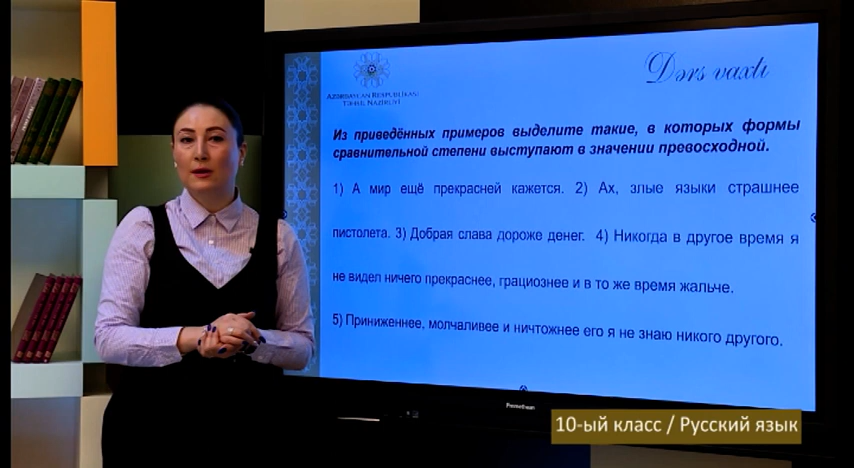 Dərs vaxtı
AZƏRBAYCAN RESPUBLİKASI
TƏHSİL NAZİRLİYİ
Из приведённых примеров выделите такие, в которых формы
сравнительной степени выступают в значении превосходной.
1) А мир ещё прекрасней кажется. 2) Ах, злые языки страшнее
пистолета. 3) Добрая слава дороже денег. 4) Никогда в другое время я
не видел ничего прекраснее, грациознее и в то же время жальче.
5) Приниженнее, молчаливее и ничтожнее его я не знаю никого другого.
Promethean
10-ый класс / Русский язык